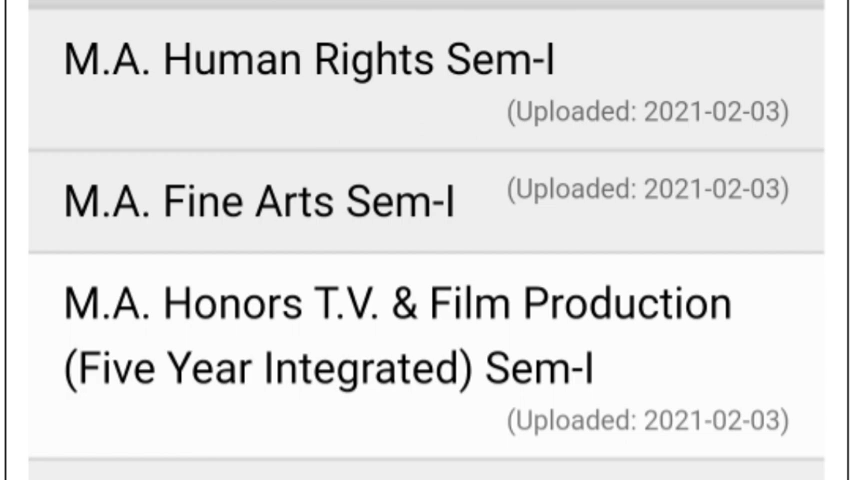 M.A. Human Rights Sem-I
(Uploaded: 2021-02-03)
M.A. Fine Arts Sem-I (Uploaded: 2021-02-03)
M.A. Honors T.V. & Film Production
(Five Year Integrated) Sem-I
(Uploaded: 2021-02-03)